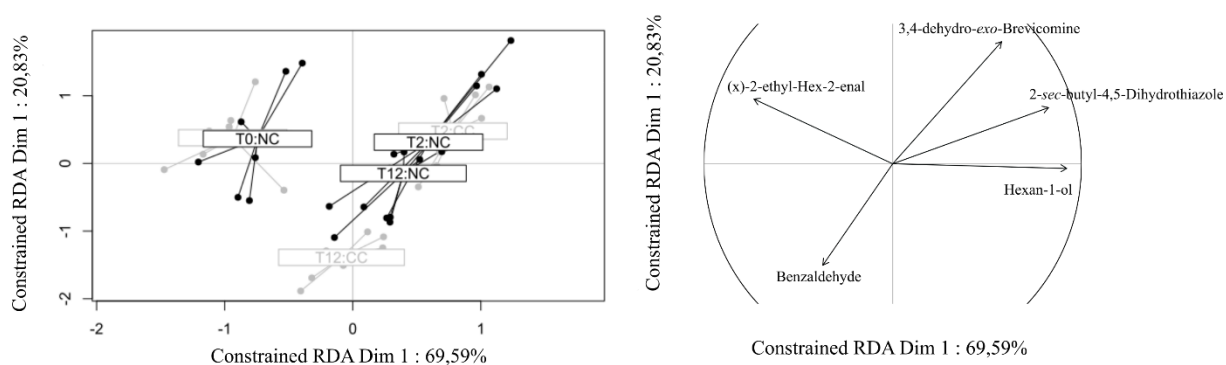 Constrained RDA Dim 1 : 20,83%
1
0
-1
-2
T0:NC
T2:CC
T2:NC
T12:NC
T12:CC
-2
-1
0
1
Constrained RDA Dim 1 : 69,59%
Constrained RDA Dim 1 : 20,83%
3,4-dehydro-exo-Brevicomine
(x)-2-ethyl-Hex-2-enal
2-sec-butyl-4,5-Dihydrothiazole
Hexan-1-ol
Benzaldehyde
Constrained RDA Dim 1 : 69,59%